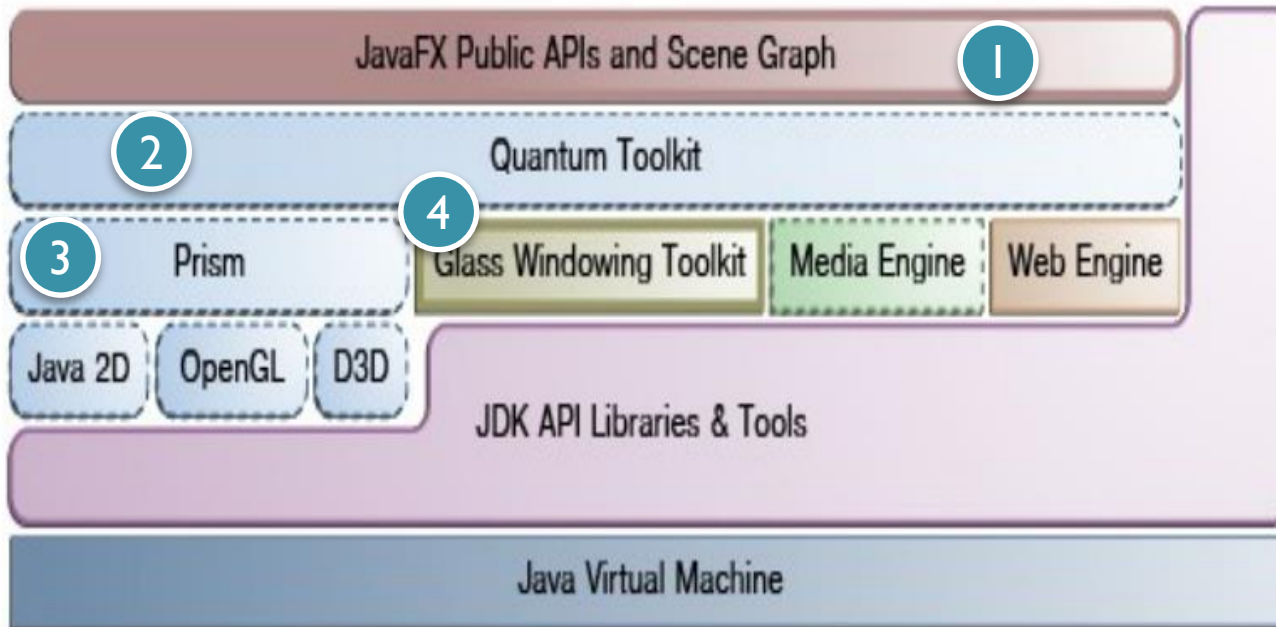 JavaFX Public APIs and Scene Graph
1
2
Quantum Toolkit
4
3
Prism
Glass Windowing Toolkit
Media Engine
Web Engine
Java 2D
OpenGL
D3D
JDK API Libraries & Tools
Java Virtual Machine